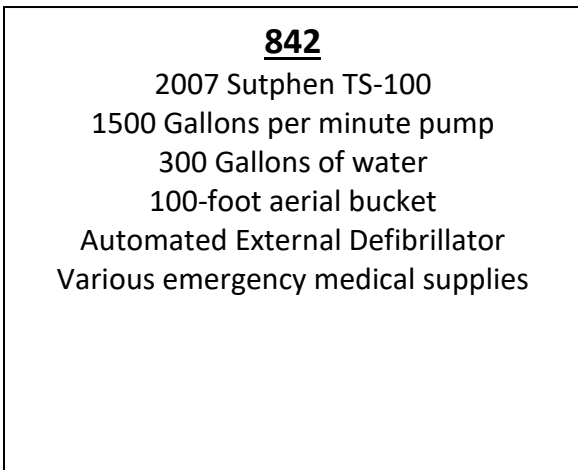 842
2007 Sutphen TS-100
1500 Gallons per minute pump
300 Gallons of water
100-foot aerial bucket
Automated External Defibrillator
Various emergency medical supplies